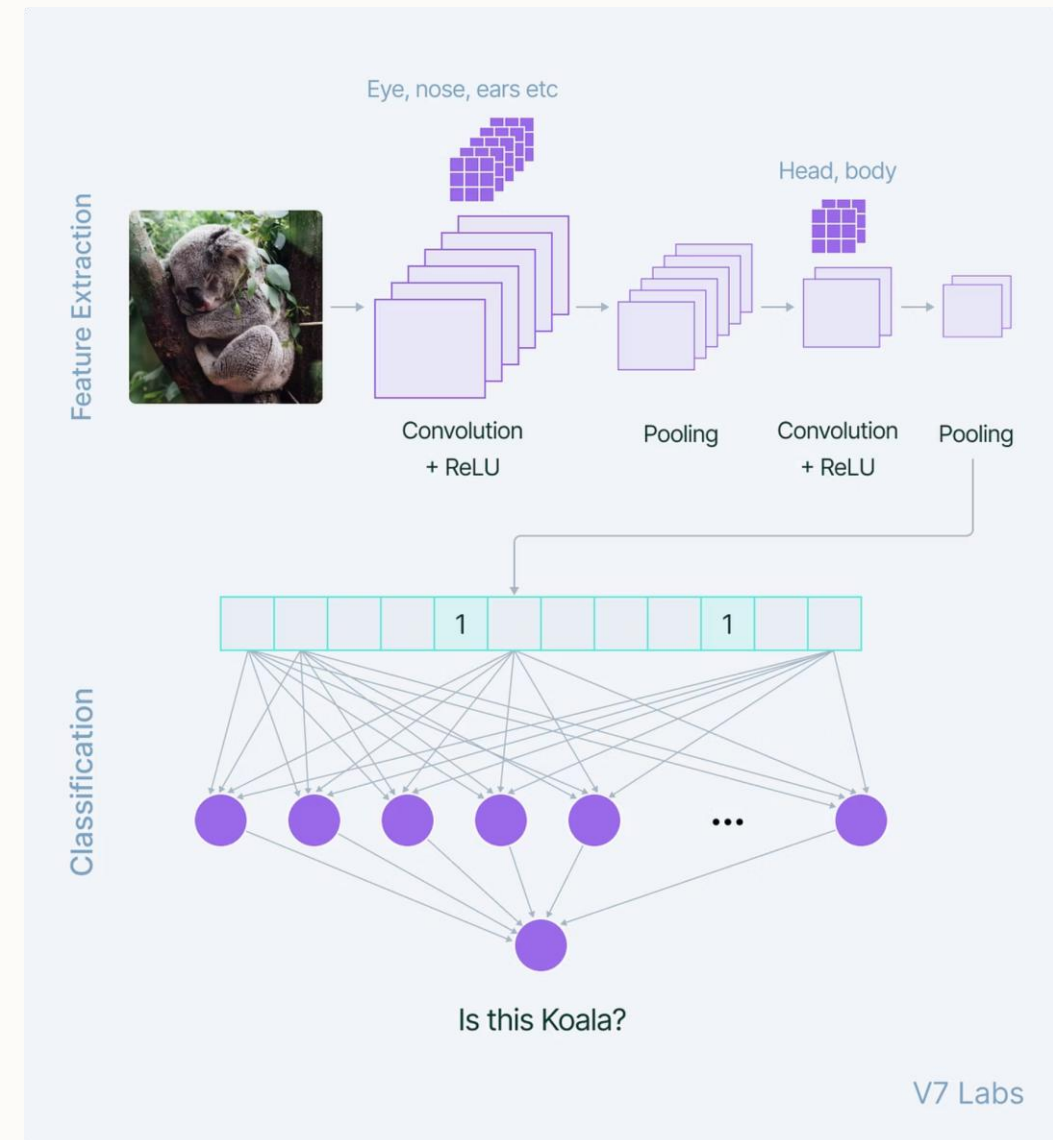 Eye, nose, ears etc
Head, body
Feature Extraction
Convolution
+ ReLU
Pooling
Convolution
+ ReLU
Pooling
1
1
Classification
...
Is this Koala?
V7 Labs